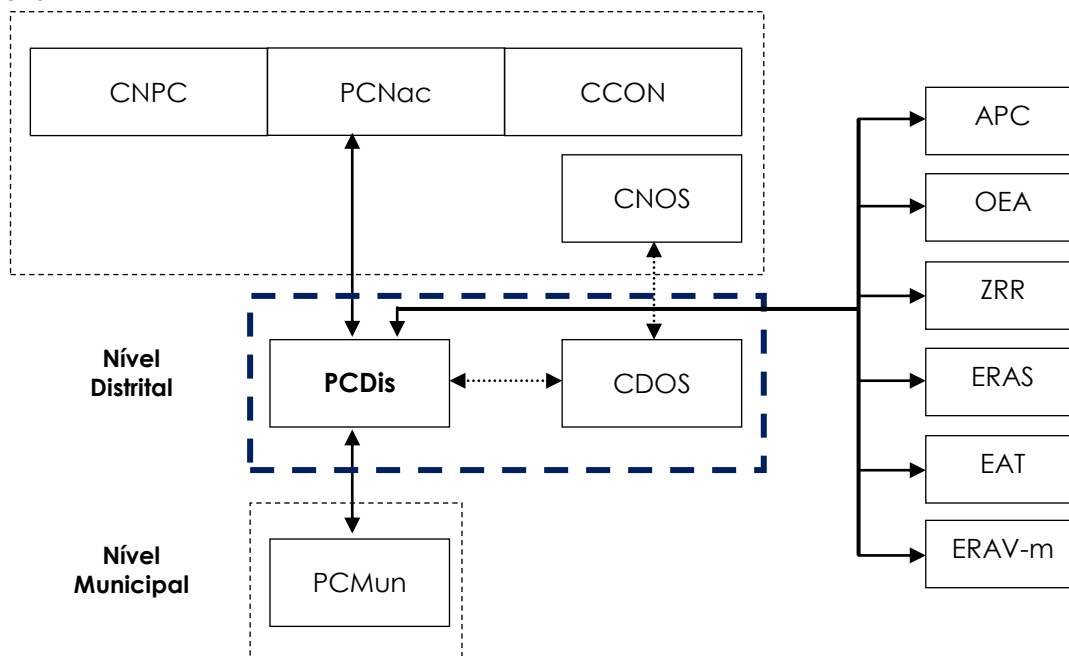 CNPC
PCNac
CCON
CNOS
APC
OEA
ZRR
ERAS
EAT
ERAV-m
Nível
Distrital
PCDis
CDOS
Nível
Municipal
PCMun